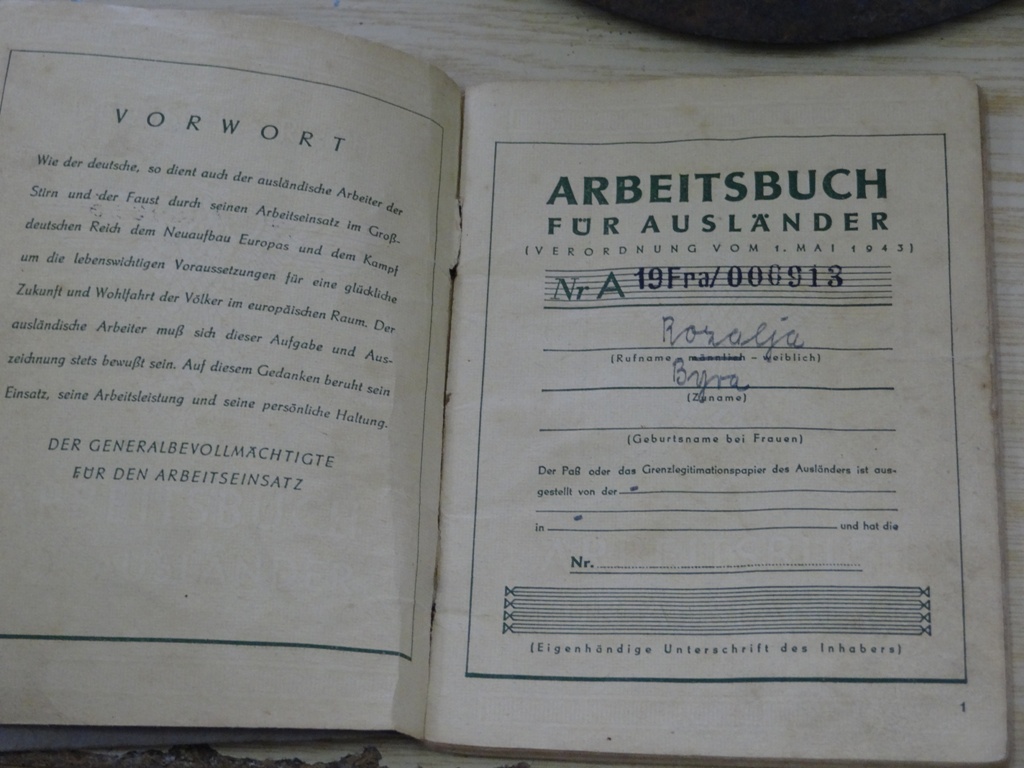 VORWORT
Wie der deutsche, so dient auch der ausländische Arbeiter der
Stirn und der Faust durch seinen Arbeitseinsatz im Groß-
deutschen Reich dem Neuaufbau Europas und dem Kampf
um die lebenswichtigen Voraussetzungen für eine glückliche
Zukunft und Wohlfahrt der Völker im europäischen Raum. Der
ausländische Arbeiter muß sich dieser Aufgabe und Aus-
zeichnung stets bewußt sein. Auf diesem Gedanken beruht sein
Einsatz, seine Arbeitsleistung und seine persönliche Haltung.
DER GENERALBEVOLLMÄCHTIGTE
FÜR DEN ARBEITSEINSATZ
ARBEITSBUCH
FÜR AUSLÄNDER
(VERORDNUNG VOM 1. MAI 1943)
Nr A 19Fra/006913
Rozalja
(Rufname männlich - weiblich)
Byra
(Zuname)
(Geburtsname bei Frauen)
Der Paß oder das Grenzlegitimationspapier des Ausländers ist aus-
gestellt von der
in und hat die
Nr.
(Eigenhändige Unterschrift des Inhabers)
1